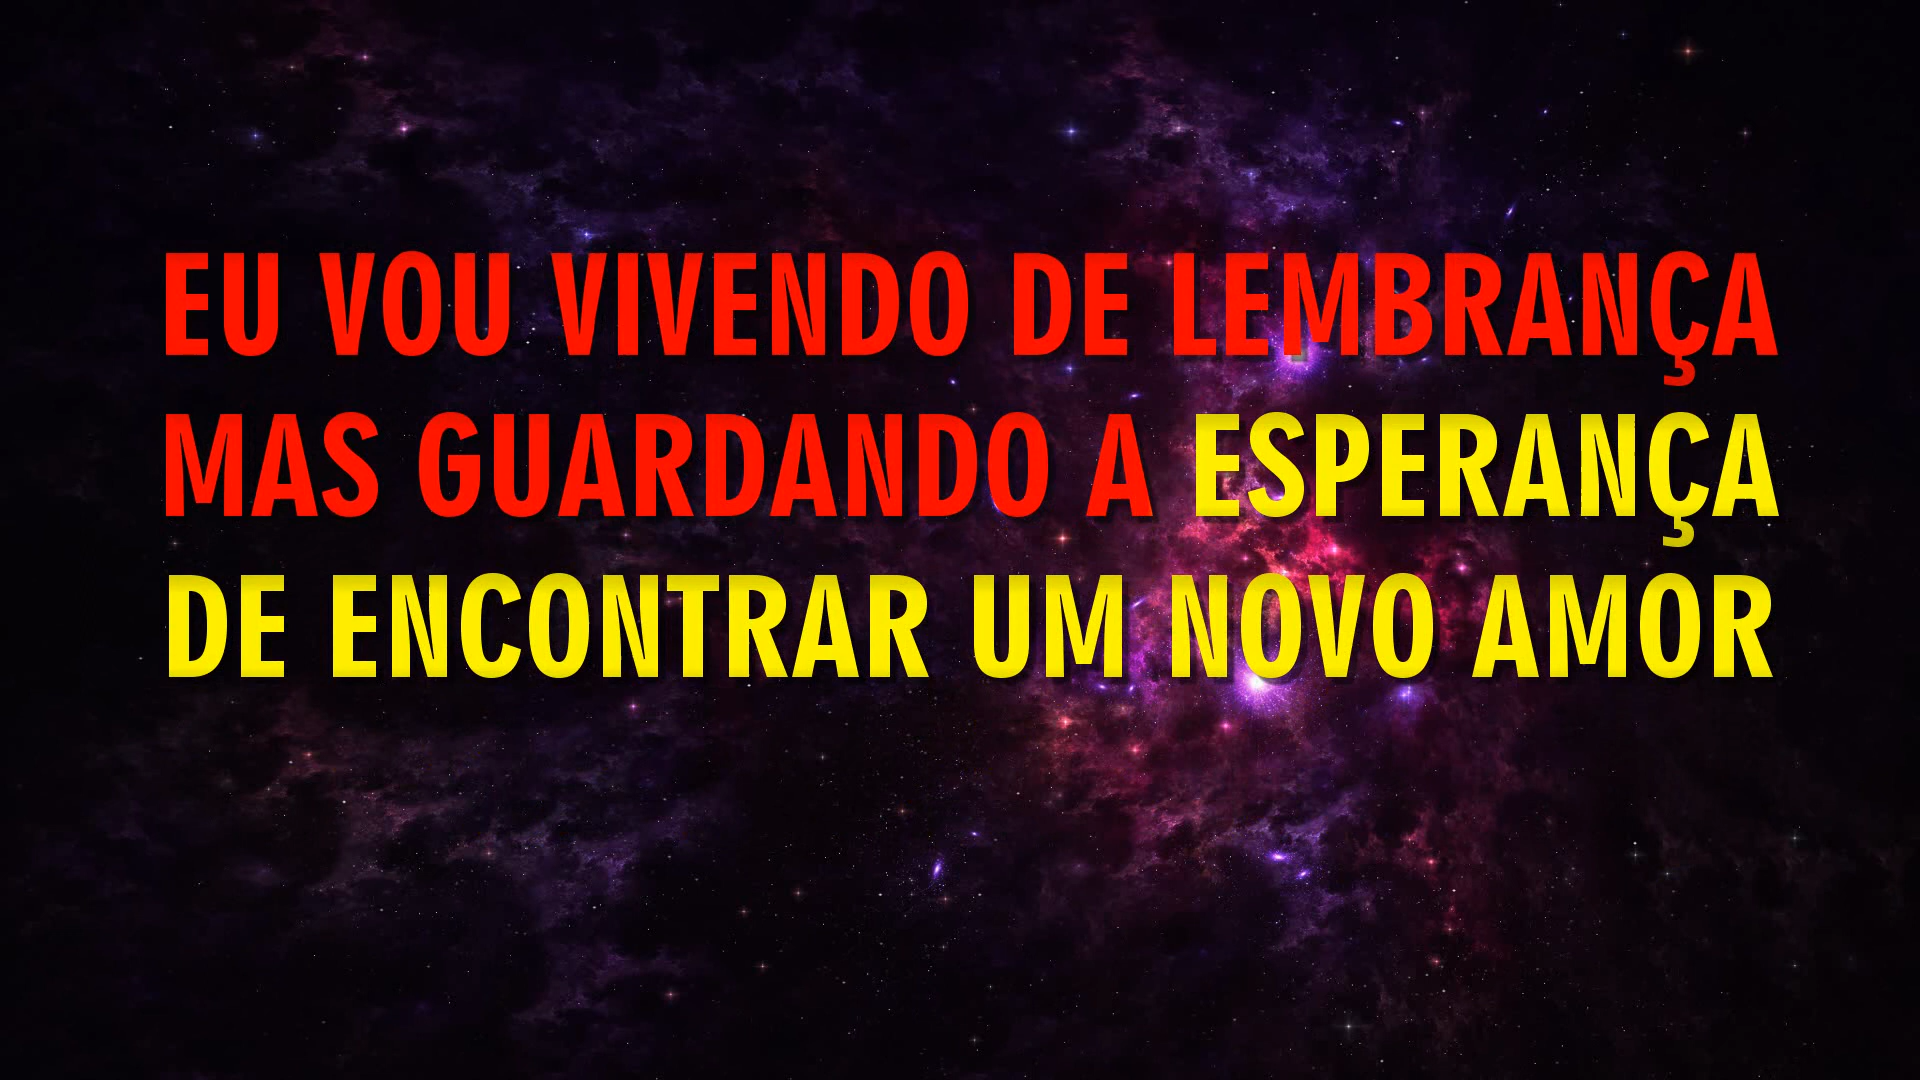 EU VOU VIVENDO DE LEMBRANÇA
MAS GUARDANDO A ESPERANÇA
DE ENCONTRAR UM NOVO AMOR